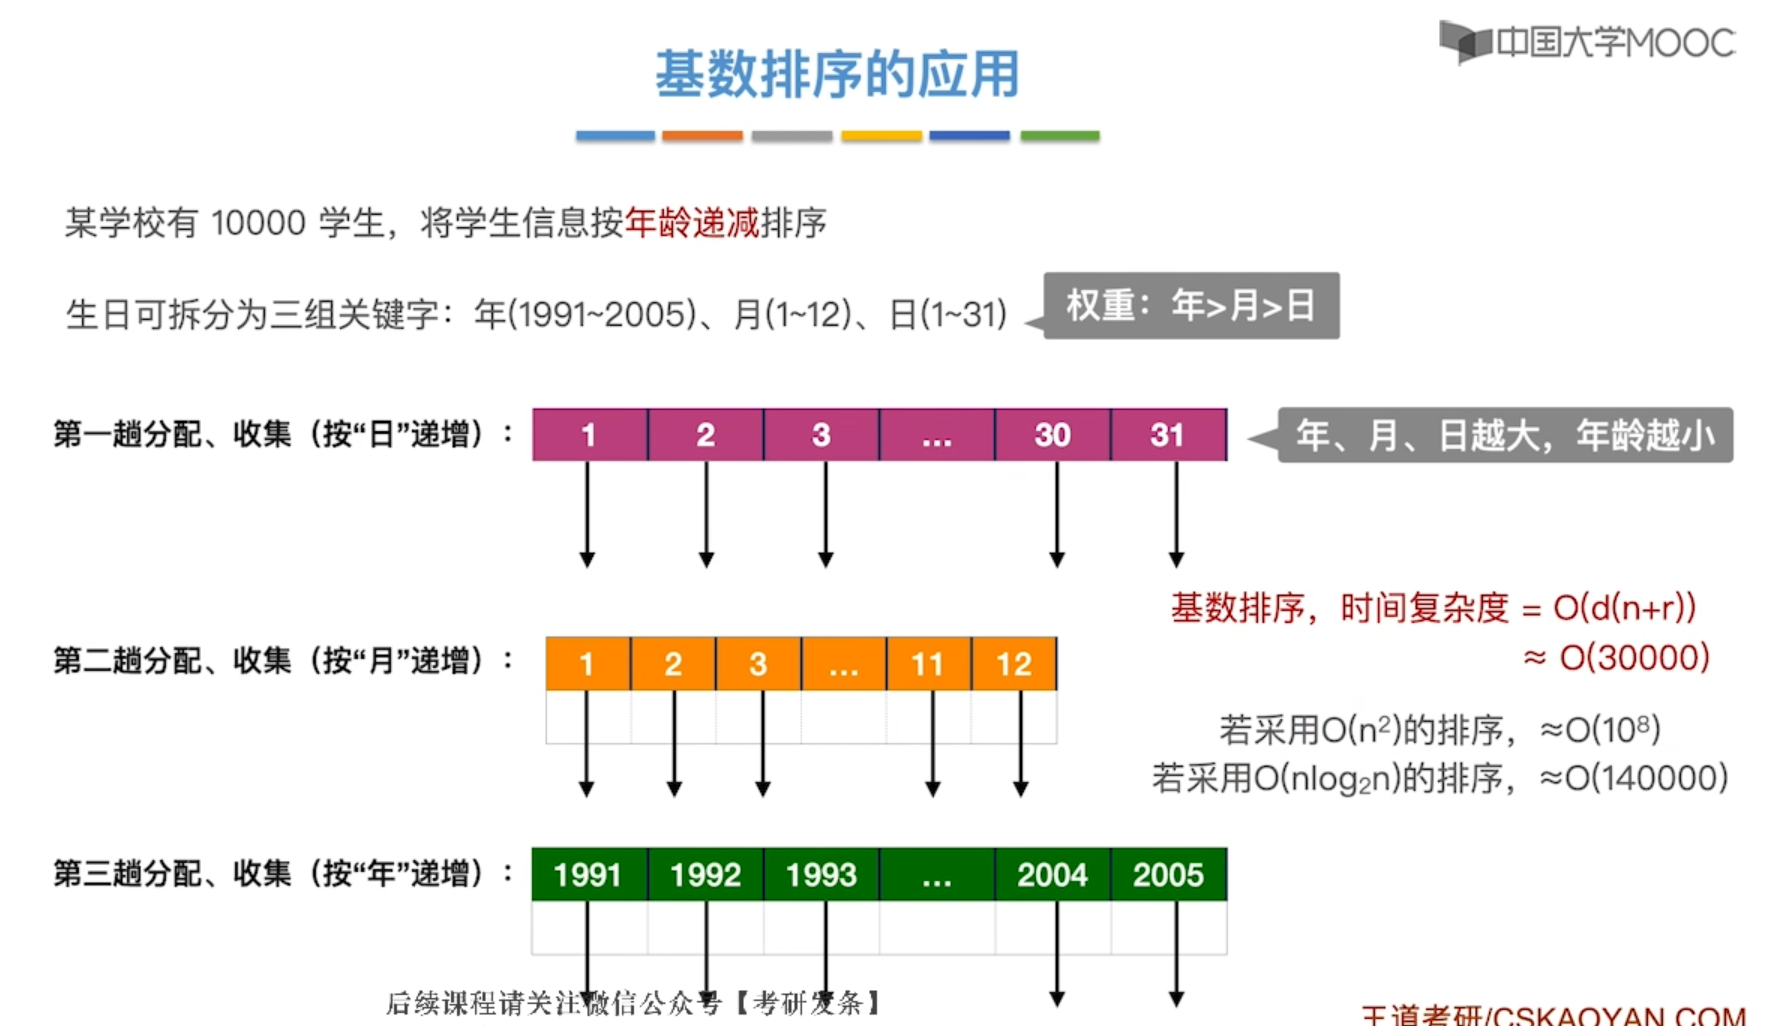 中国大学MOOC
基数排序的应用
某学校有 10000 学生，将学生信息按年龄递减排序
生日可拆分为三组关键字：年(1991~2005)、月(1~12)、日(1~31)
权重：年>月>日
第一趟分配、收集（按“日”递增）：
1 2 3 ... 30 31
年、月、日越大，年龄越小
基数排序，时间复杂度 = O(d(n+r))
≈ O(30000)
第二趟分配、收集（按“月”递增）：
1 2 3 ... 11 12
若采用O(n²)的排序，≈O(10⁸)
若采用O(nlog₂n)的排序，≈O(140000)
第三趟分配、收集（按“年”递增）：
1991 1992 1993 ... 2004 2005
后续课程请关注微信公众号【考研发条】
王道考研/CSKAOYAN.COM